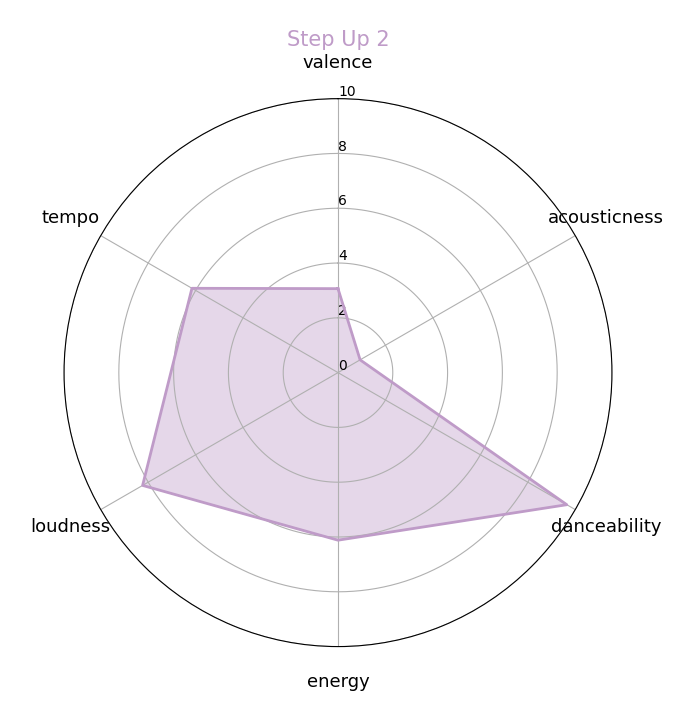 Step Up 2
valence
10
8
tempo
acousticness
6
4
2
0
loudness
danceability
energy